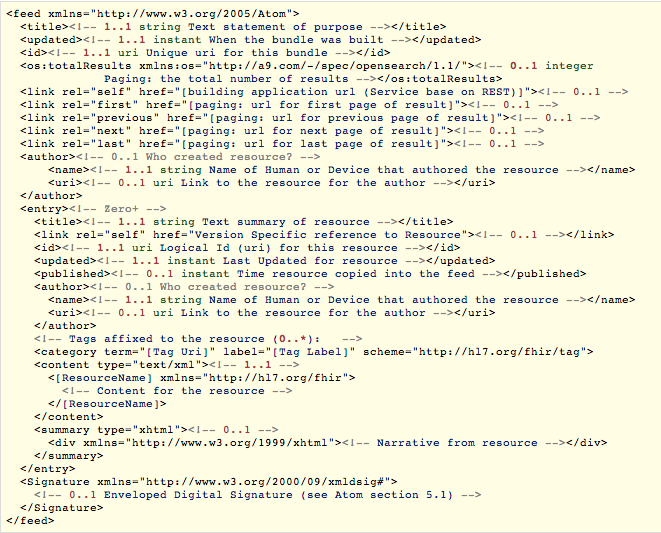 <feed xmlns="http://www.w3.org/2005/Atom">
<title><!-- 1..1 string Text statement of purpose --></title>
<updated><!-- 1..1 instant When the bundle was built --></updated>
<id><!-- 1..1 uri Unique uri for this bundle --></id>
<os:totalResults xmlns:os="http://a9.com/-/spec/opensearch/1.1/"><!-- 0..1 integer
Paging: the total number of results --></os:totalResults>
<link rel="self" href="[building application url (Service base on REST)]"><!-- 0..1 -->
<link rel="first" href="[paging: url for first page of result]"><!-- 0..1 -->
<link rel="previous" href="[paging: url for previous page of result]"><!-- 0..1 -->
<link rel="next" href="[paging: url for next page of result]"><!-- 0..1 -->
<link rel="last" href="[paging: url for last page of result]"><!-- 0..1 -->
<author><!-- 0..1 Who created resource? -->
<name><!-- 1..1 string Name of Human or Device that authored the resource --></name>
<uri><!-- 0..1 uri Link to the resource for the author --></uri>
</author>
<entry><!-- Zero+ -->
<title><!-- 1..1 string Text summary of resource --></title>
<link rel="self" href="Version Specific reference to Resource"><!-- 0..1 --></link>
<id><!-- 1..1 uri Logical Id (uri) for this resource --></id>
<updated><!-- 1..1 instant Last Updated for resource --></updated>
<published><!-- 0..1 instant Time resource copied into the feed --></published>
<author><!-- 0..1 Who created resource? -->
<name><!-- 1..1 string Name of Human or Device that authored the resource --></name>
<uri><!-- 0..1 uri Link to the resource for the author --></uri>
</author>
<!-- Tags affixed to the resource (0..*):   -->
<category term="[Tag Uri]" label="[Tag Label]" scheme="http://hl7.org/fhir/tag">
<content type="text/xml"><!-- 1..1 -->
<[ResourceName] xmlns="http://hl7.org/fhir">
<!-- Content for the resource -->
</[ResourceName]>
</content>
<summary type="xhtml"><!-- 0..1 -->
<div xmlns="http://www.w3.org/1999/xhtml"><!-- Narrative from resource --></div>
</summary>
</entry>
<Signature xmlns="http://www.w3.org/2000/09/xmldsig#">
<!-- 0..1 Enveloped Digital Signature (see Atom section 5.1) -->
</Signature>
</feed>